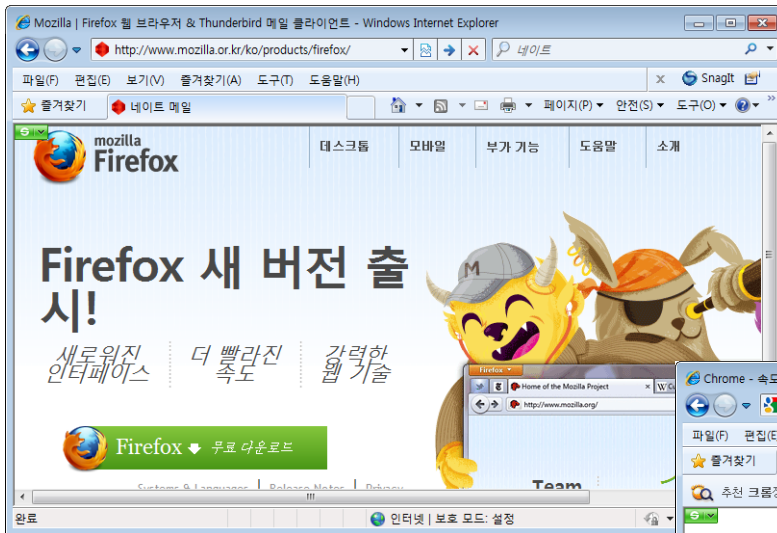 Mozilla | Firefox 웹 브라우저 & Thunderbird 메일 클라이언트 - Windows Internet Explorer
http://www.mozilla.or.kr/ko/products/firefox/
네이트
파일(F) 편집(E) 보기(V) 즐겨찾기(A) 도구(T) 도움말(H)
x SnagIt
즐겨찾기
네이트 메일
페이지(P) 안전(S) 도구(O)
mozilla
Firefox
데스크톱 모바일 부가 기능 도움말 소개
Firefox 새 버전 출
시!
새로워진
인터페이스
더 빨라진
속도
강력한
웹 기술
M
Firefox
Home of the Mozilla Project
http://www.mozilla.org/
Team
Firefox 무료 다운로드
Systems & Languages | Release Notes | Privacy
완료
인터넷 | 보호 모드: 설정
Chrome - 속도
파일(F) 편집(E
즐겨찾기
추천 크롬